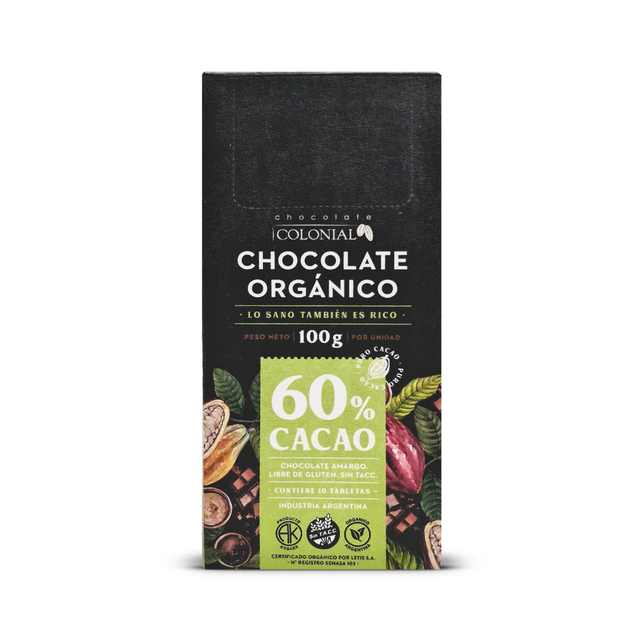 chocolate
COLONIAL
CHOCOLATE
ORGÁNICO
· LO SANO TAMBIÉN ES RICO ·
PESO NETO | 100g | POR UNIDAD
PURO CACAO · PURO CACAO ·
60%
CACAO
CHOCOLATE AMARGO.
LIBRE DE GLUTEN. SIN TACC.
- CONTIENE 10 TABLETAS -
INDUSTRIA ARGENTINA
PRODUCTO
KOSHER
Sin TACC
ORGÁNICO
ARGENTINA
CERTIFICADO ORGÁNICO POR LETIS S.A.
· Nº REGISTRO SENASA 103 ·